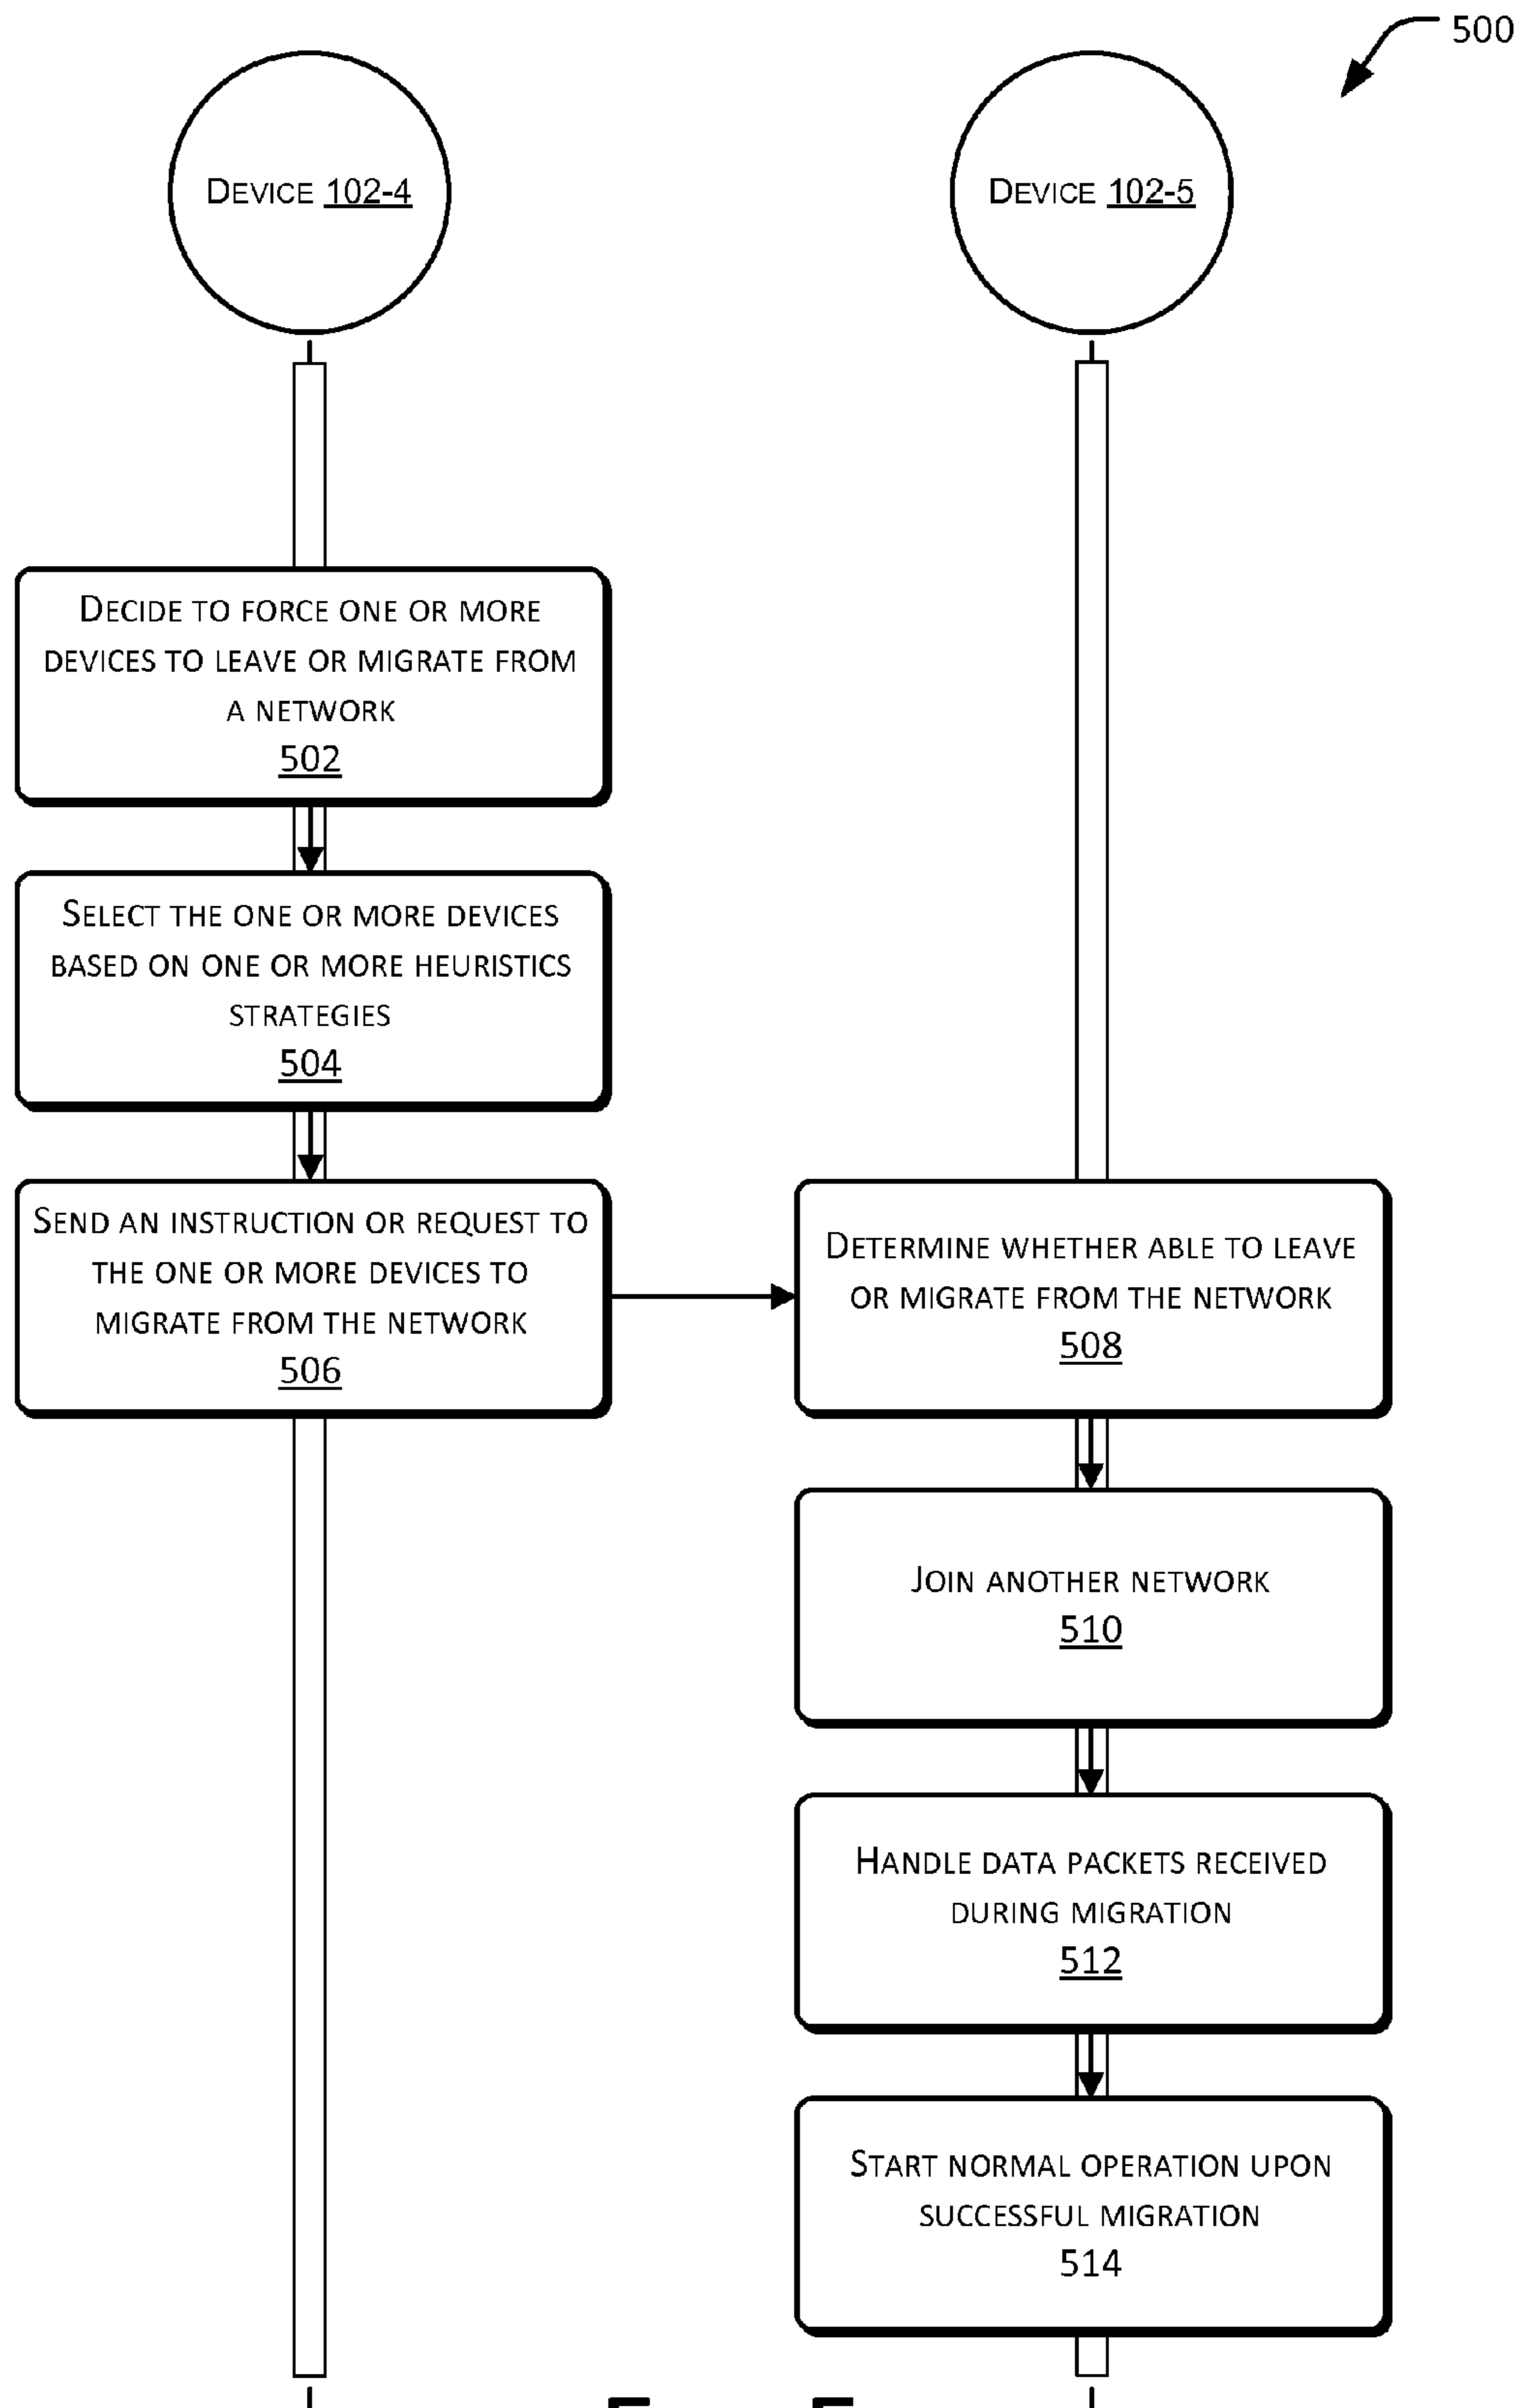 500
DEVICE 102-4
DEVICE 102-5
DECIDE TO FORCE ONE OR MORE
DEVICES TO LEAVE OR MIGRATE FROM
A NETWORK
502
SELECT THE ONE OR MORE DEVICES
BASED ON ONE OR MORE HEURISTICS
STRATEGIES
504
SEND AN INSTRUCTION OR REQUEST TO
THE ONE OR MORE DEVICES TO
MIGRATE FROM THE NETWORK
506
DETERMINE WHETHER ABLE TO LEAVE
OR MIGRATE FROM THE NETWORK
508
JOIN ANOTHER NETWORK
510
HANDLE DATA PACKETS RECEIVED
DURING MIGRATION
512
START NORMAL OPERATION UPON
SUCCESSFUL MIGRATION
514